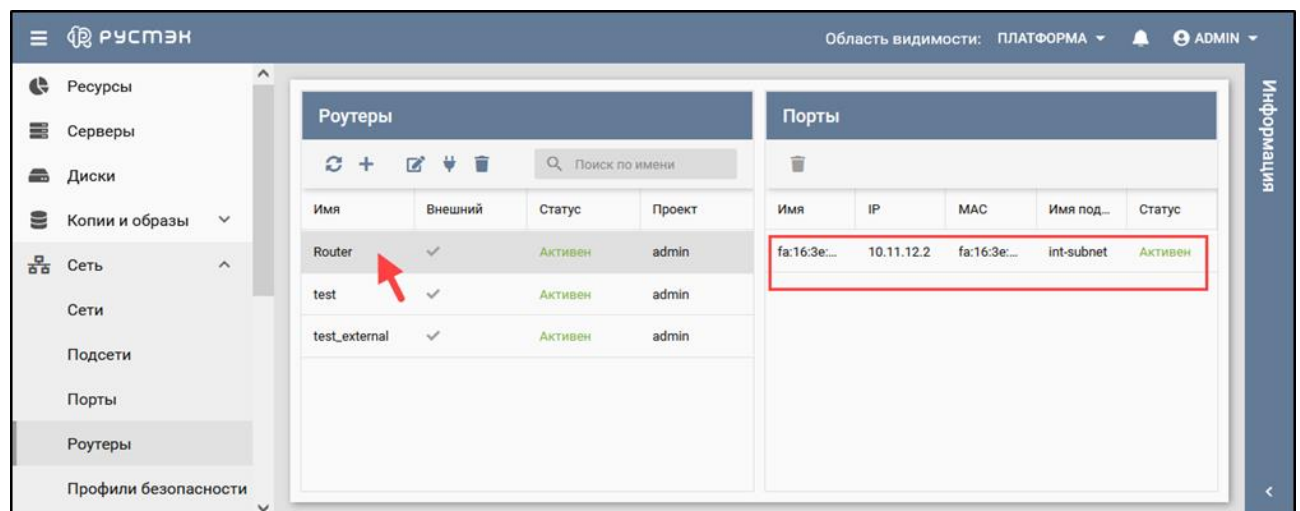 РУСТЭК
Область видимости: ПЛАТФОРМА ADMIN
Ресурсы
Серверы
Диски
Копии и образы
Сеть
Сети
Подсети
Порты
Роутеры
Профили безопасности
Роутеры
Поиск по имени
Имя Внешний Статус Проект
Router Активен admin
test Активен admin
test_external Активен admin
Порты
Имя IP MAC Имя под... Статус
fa:16:3e:... 10.11.12.2 fa:16:3e:... int-subnet Активен
Информация